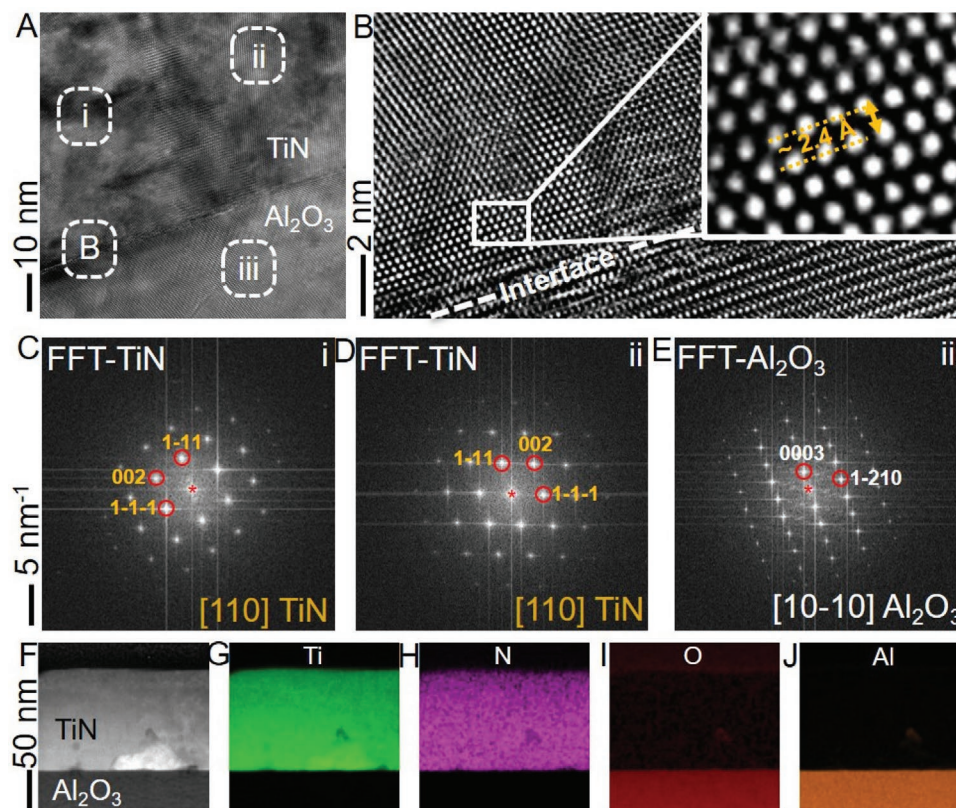 A
ii
i
TiN
Al₂O₃
B
iii
10 nm
B
~ 2.4 Å
Interface
2 nm
C
FFT-TiN
i
1-11
002
1-1-1
*
[110] TiN
5 nm⁻¹
D
FFT-TiN
ii
1-11
002
1-1-1
*
[110] TiN
E
FFT-Al₂O₃
ii
0003
1-210
*
[10-10] Al₂O₃
F
TiN
Al₂O₃
50 nm
G
Ti
H
N
I
O
J
Al